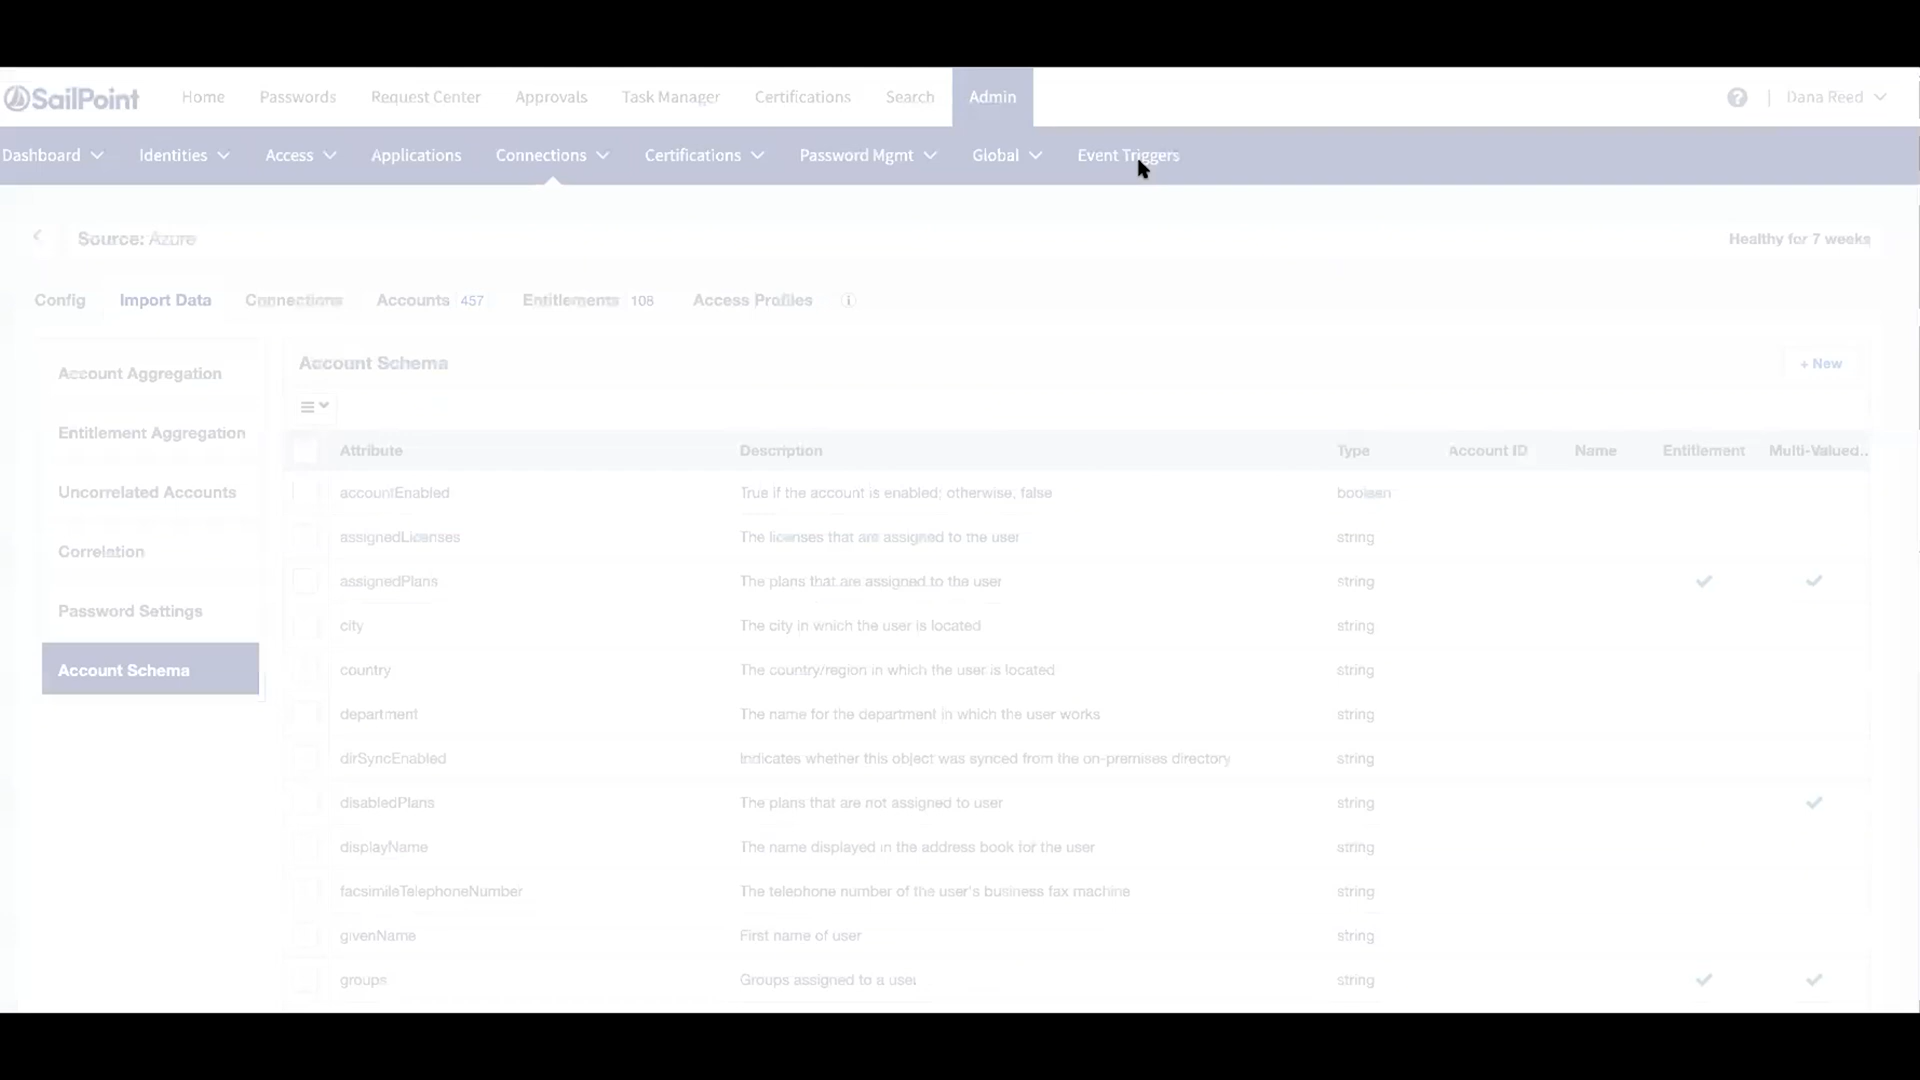 SailPoint Home Passwords Request Center Approvals Task Manager Certifications Search Admin ? | Dana Reed
Dashboard Identities Access Applications Connections Certifications Password Mgmt Global Event Triggers
Source: Azure Healthy for 7 weeks
Config Import Data Connections Accounts 457 Entitlements 108 Access Profiles i
Account Schema + New
Account Aggregation
Entitlement Aggregation
Uncorrelated Accounts
Correlation
Password Settings
Account Schema
Attribute Description Type Account ID Name Entitlement Multi-Valued..
accountEnabled True if the account is enabled; otherwise, false boolean
assignedLicenses The licenses that are assigned to the user string
assignedPlans The plans that are assigned to the user string
city The city in which the user is located string
country The country/region in which the user is located string
department The name for the department in which the user works string
dirSyncEnabled Indicates whether this object was synced from the on-premises directory string
disabledPlans The plans that are not assigned to user string
displayName The name displayed in the address book for the user string
facsimileTelephoneNumber The telephone number of the user's business fax machine string
givenName First name of user string
groups Groups assigned to a user string